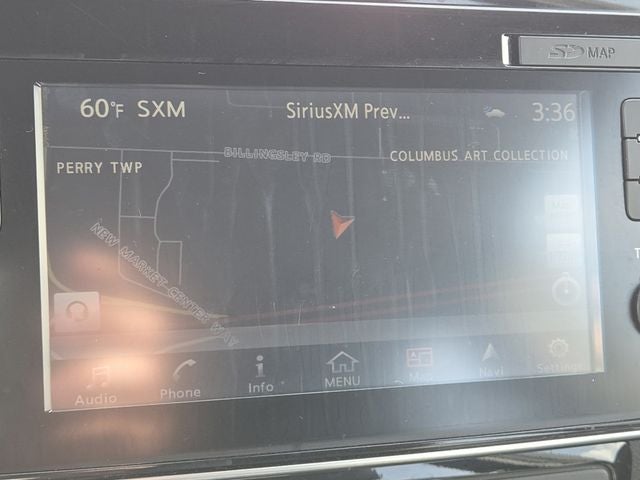 SD MAP
60°F SXM SiriusXM Prev... 3:36
BILLINGSLEY RD
PERRY TWP
COLUMBUS ART COLLECTION
NEW MARKET CENTER WAY
Audio Phone Info MENU Map Navi Settings